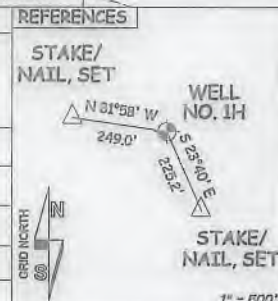 REFERENCES
STAKE/
NAIL, SET
N 81°58' W
249.0'
WELL
NO. 1H
S 23°40' E
225.2'
STAKE/
NAIL, SET
GRID NORTH
N
S